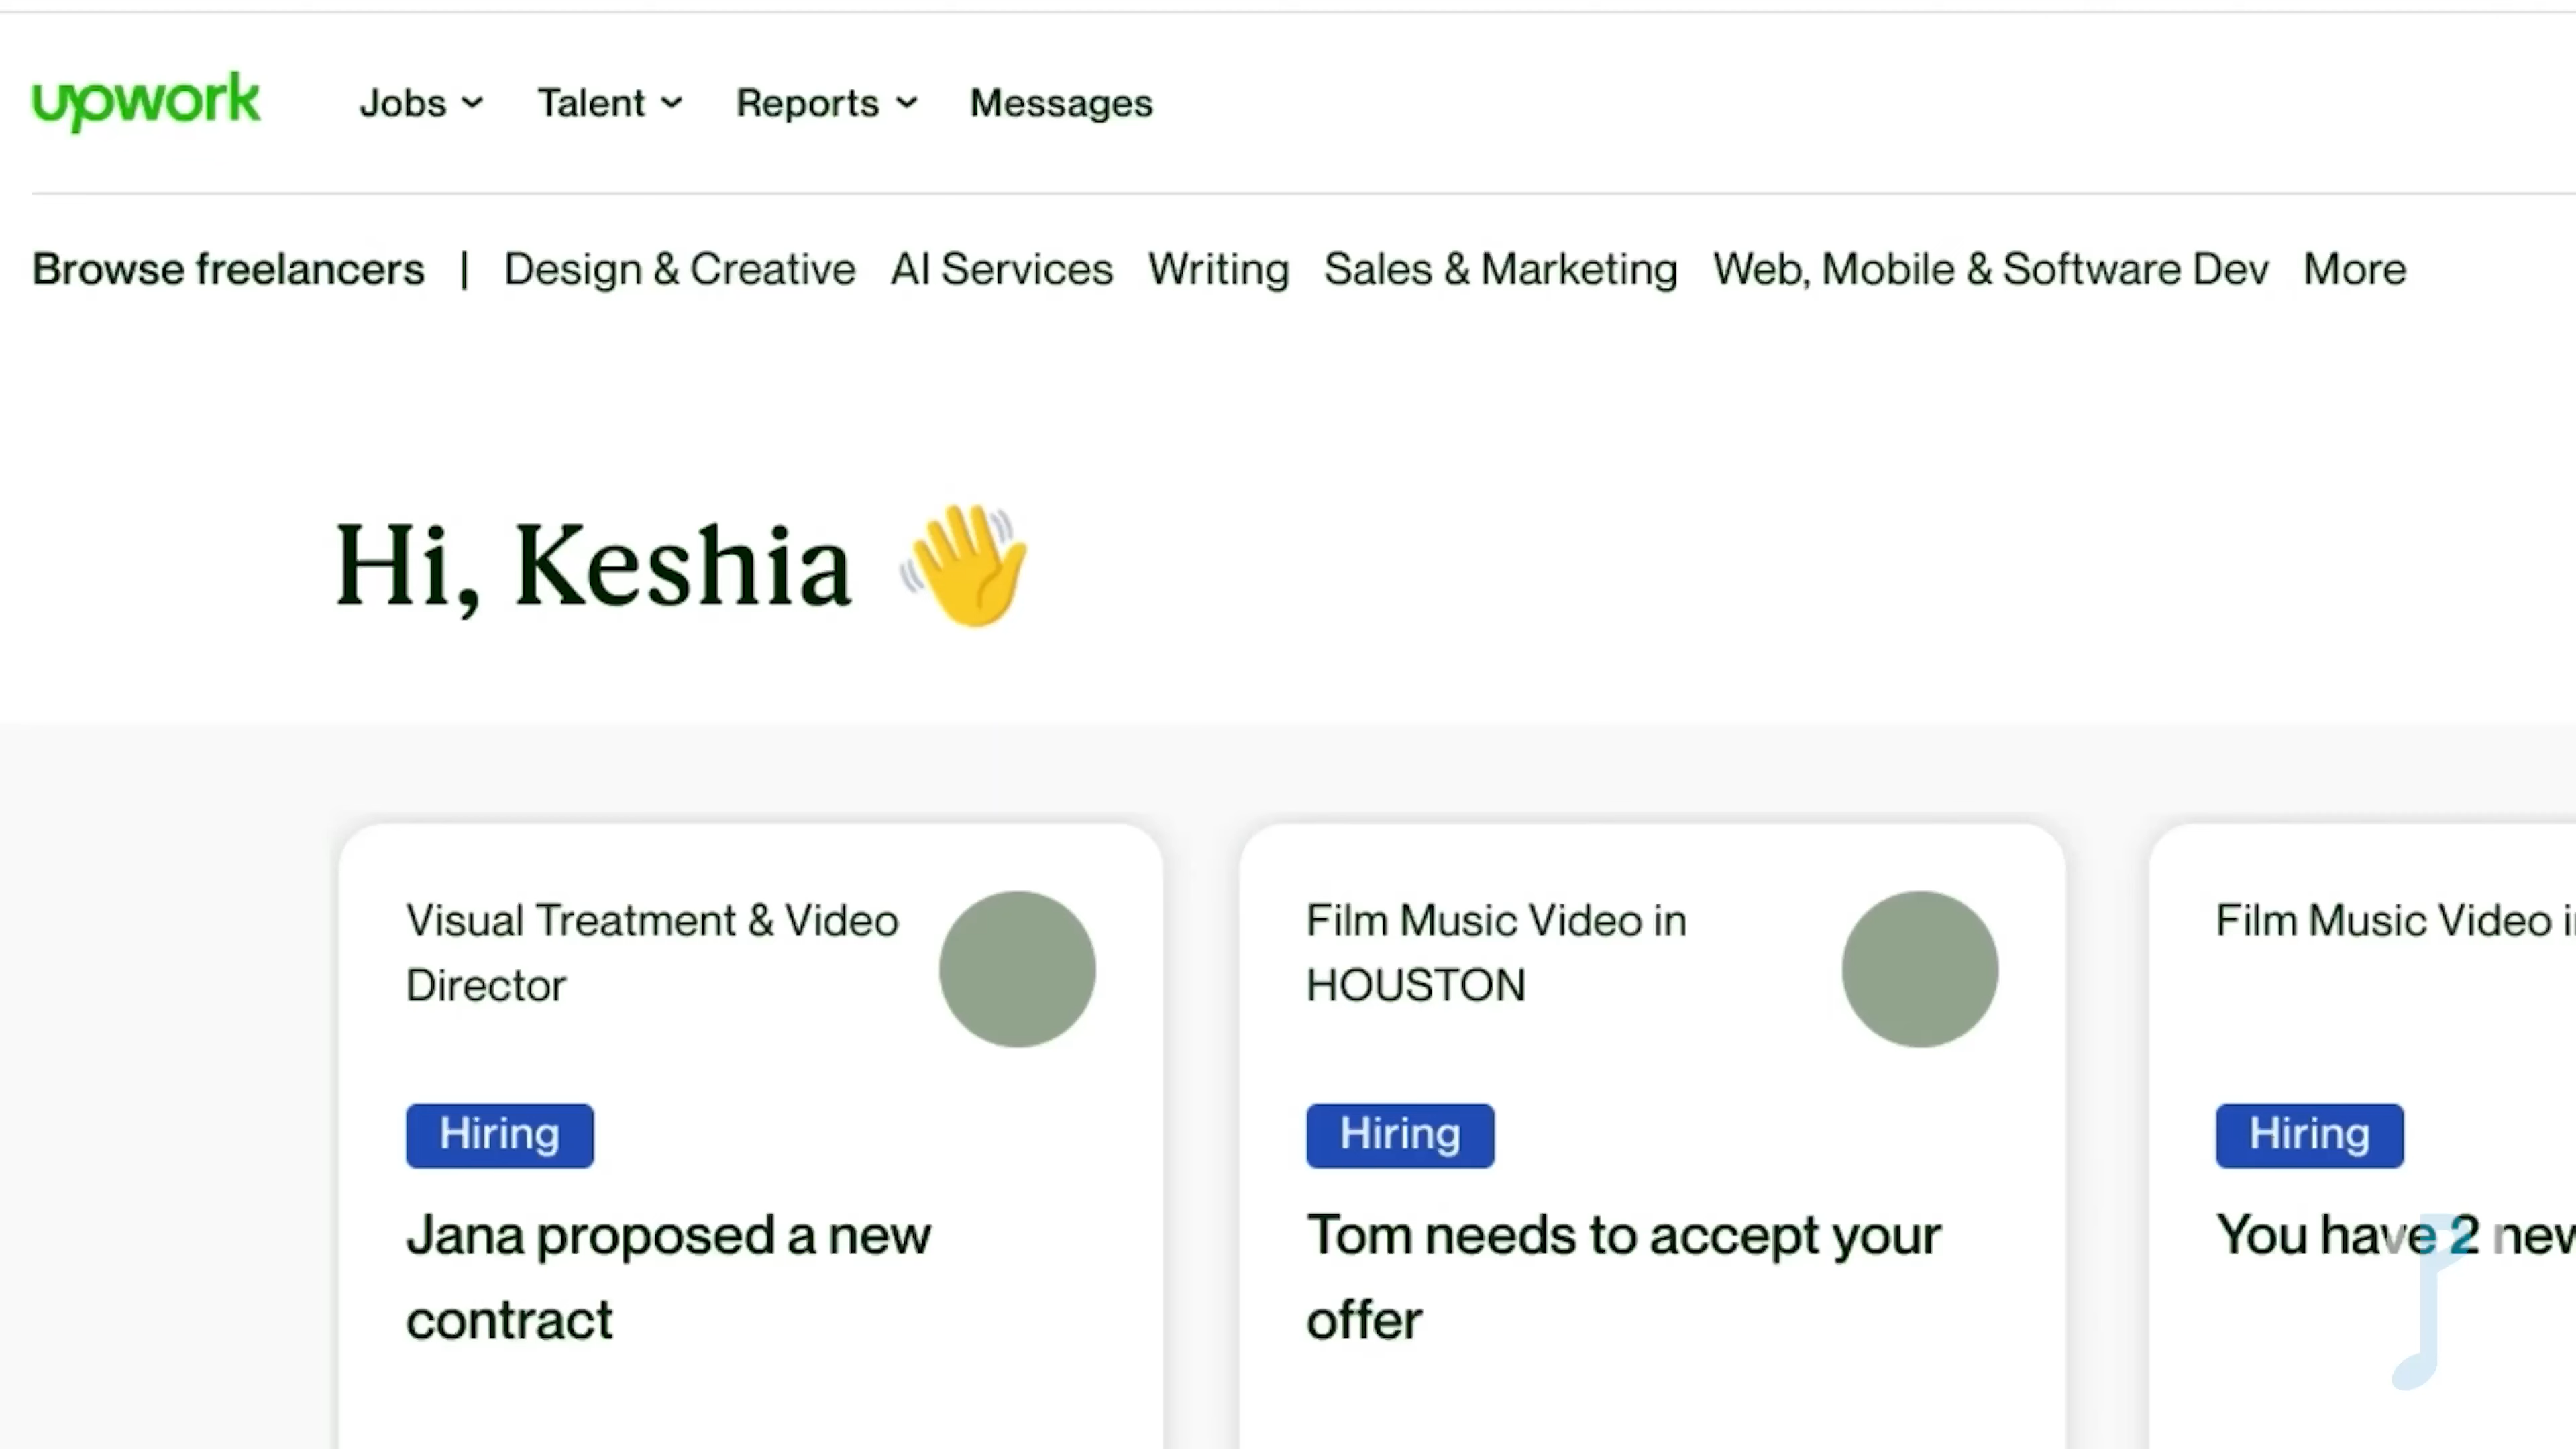 upwork Jobs Talent Reports Messages
Browse freelancers | Design & Creative AI Services Writing Sales & Marketing Web, Mobile & Software Dev More
Hi, Keshia
Visual Treatment & Video
Director
Hiring
Jana proposed a new
contract
Film Music Video in
HOUSTON
Hiring
Tom needs to accept your
offer
Film Music Video
Hiring
You have 2